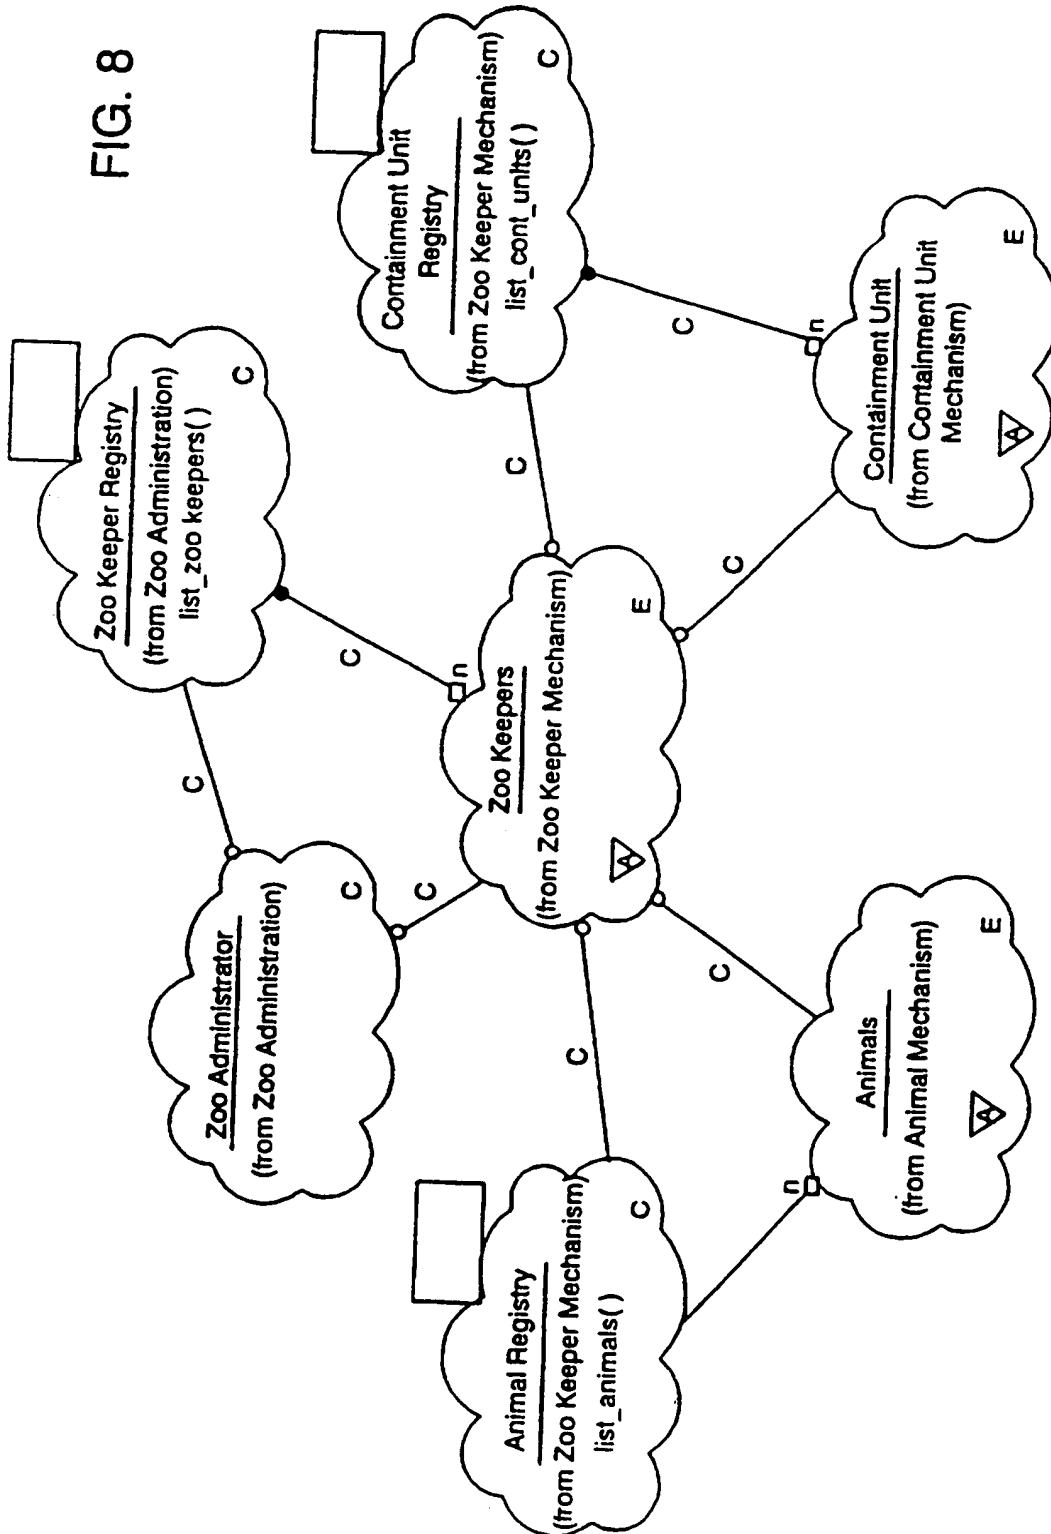 FIG. 8
Zoo Keeper Registry
(from Zoo Administration)
list_zoo keepers( )
C
Containment Unit
Registry
(from Zoo Keeper Mechanism)
list_cont_units( )
C
Zoo Administrator
(from Zoo Administration)
C
C
C
C
C
C
n
n
Zoo Keepers
(from Zoo Keeper Mechanism)
A
E
Containment Unit
(from Containment Unit
Mechanism)
A
E
C
C
C
Animal Registry
(from Zoo Keeper Mechanism)
list_animals( )
C
n
Animals
(from Animal Mechanism)
A
E